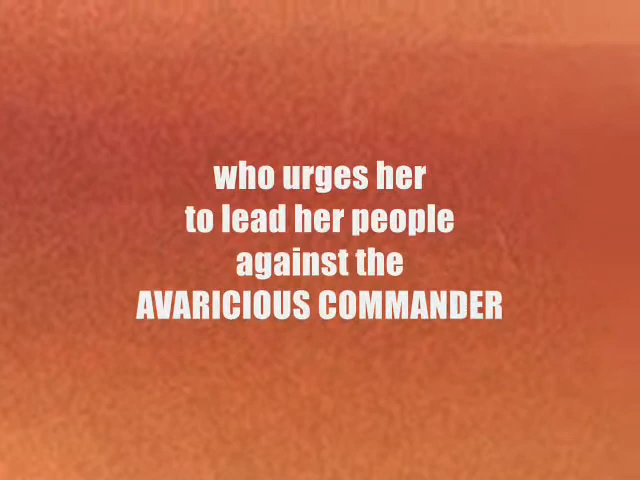 who urges her
to lead her people
against the
AVARICIOUS COMMANDER